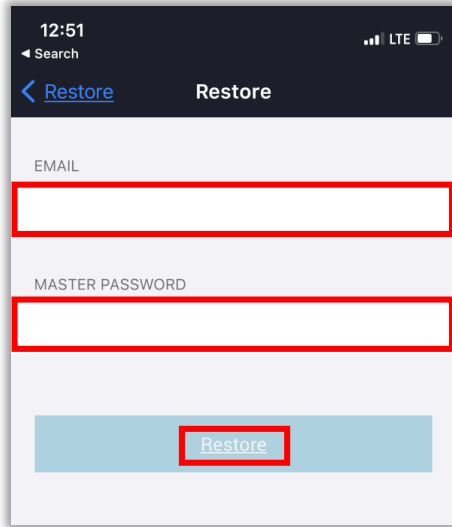 12:51
LTE
◄ Search
Restore
Restore
EMAIL
MASTER PASSWORD
Restore